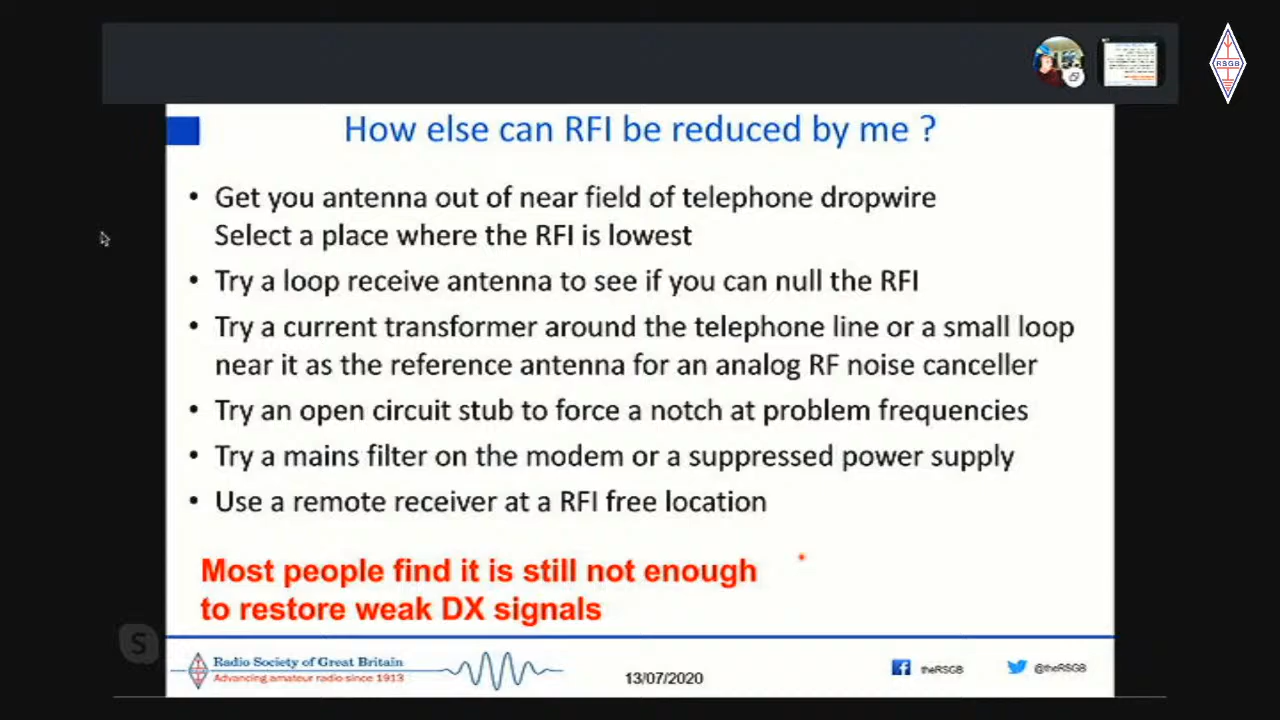 RSGB
How else can RFI be reduced by me ?
• Get you antenna out of near field of telephone dropwire
Select a place where the RFI is lowest
• Try a loop receive antenna to see if you can null the RFI
• Try a current transformer around the telephone line or a small loop
near it as the reference antenna for an analog RF noise canceller
• Try an open circuit stub to force a notch at problem frequencies
• Try a mains filter on the modem or a suppressed power supply
• Use a remote receiver at a RFI free location
Most people find it is still not enough
to restore weak DX signals
S
Radio Society of Great Britain
Advancing amateur radio since 1913
13/07/2020
theRSGB
@theRSGB